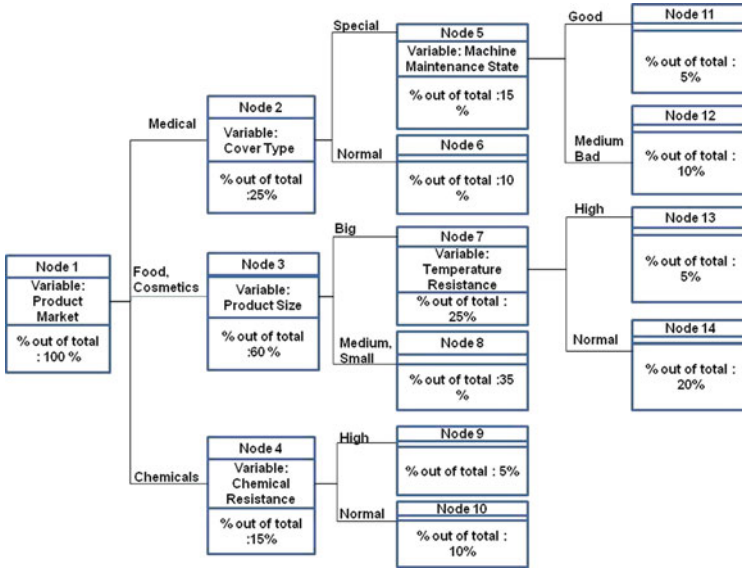 Node 1
Variable:
Product
Market
% out of total
: 100 %
Medical
Food,
Cosmetics
Chemicals
Node 2
Variable:
Cover Type
% out of total
:25%
Node 3
Variable:
Product Size
% out of total
:60 %
Node 4
Variable:
Chemical
Resistance
% out of total
:15%
Special
Normal
Big
Medium,
Small
High
Normal
Node 5
Variable: Machine
Maintenance State
% out of total :15
%
Node 6
% out of total :10
%
Node 7
Variable:
Temperature
Resistance
% out of total :
25%
Node 8
% out of total :35
%
Node 9
% out of total : 5%
Node 10
% out of total :
10%
Good
Medium
Bad
High
Normal
Node 11
% out of total :
5%
Node 12
% out of total :
10%
Node 13
% out of total :
5%
Node 14
% out of total :
20%